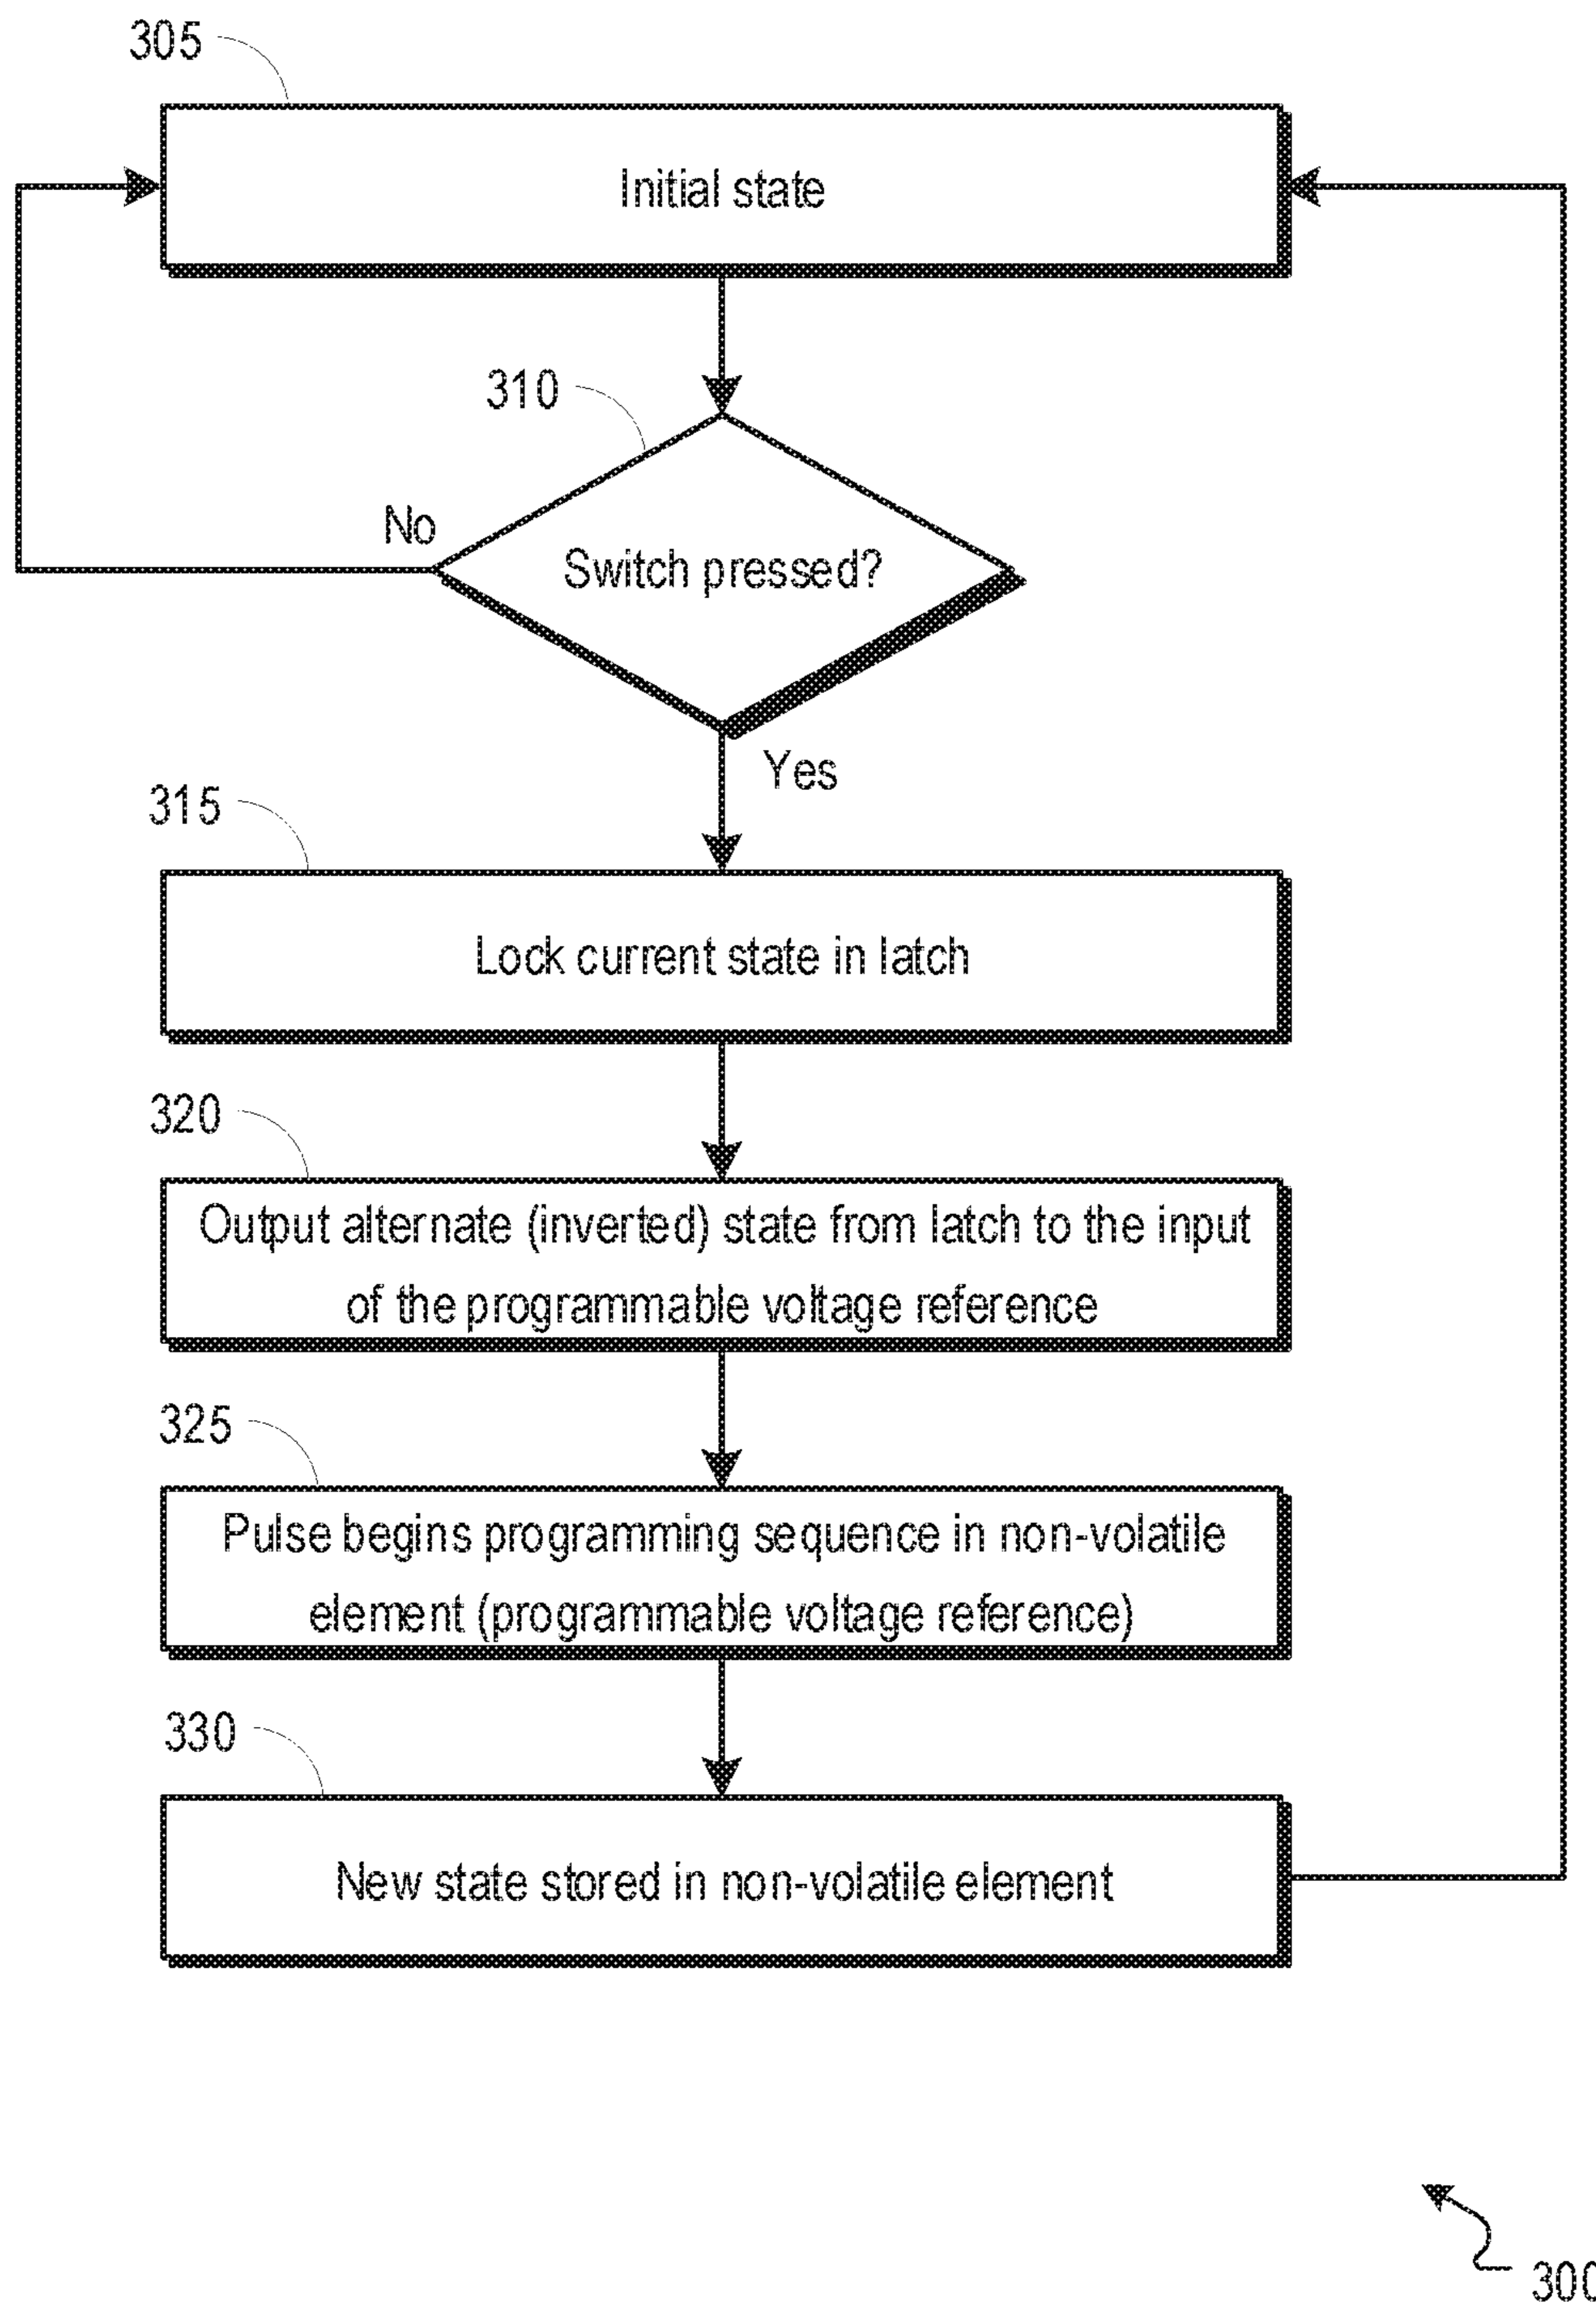 305
Initial state
310
No
Switch pressed?
Yes
315
Lock current state in latch
320
Output alternate (inverted) state from latch to the input
of the programmable voltage reference
325
Pulse begins programming sequence in non-volatile
element (programmable voltage reference)
330
New state stored in non-volatile element
300